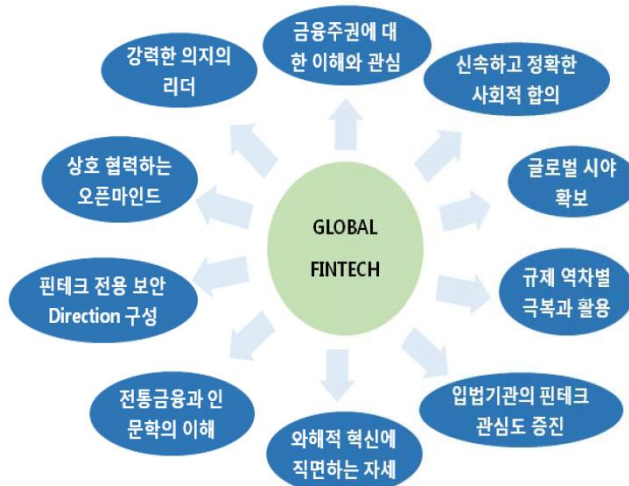 금융주권에 대
한 이해와 관심
강력한 의지의
리더
신속하고 정확한
사회적 합의
상호 협력하는
오픈마인드
글로벌 시야
확보
GLOBAL
FINTECH
핀테크 전용 보안
Direction 구성
규제 역차별
극복과 활용
전통금융과 인
문학의 이해
입법기관의 핀테크
관심도 증진
와해적 혁신에
직면하는 자세